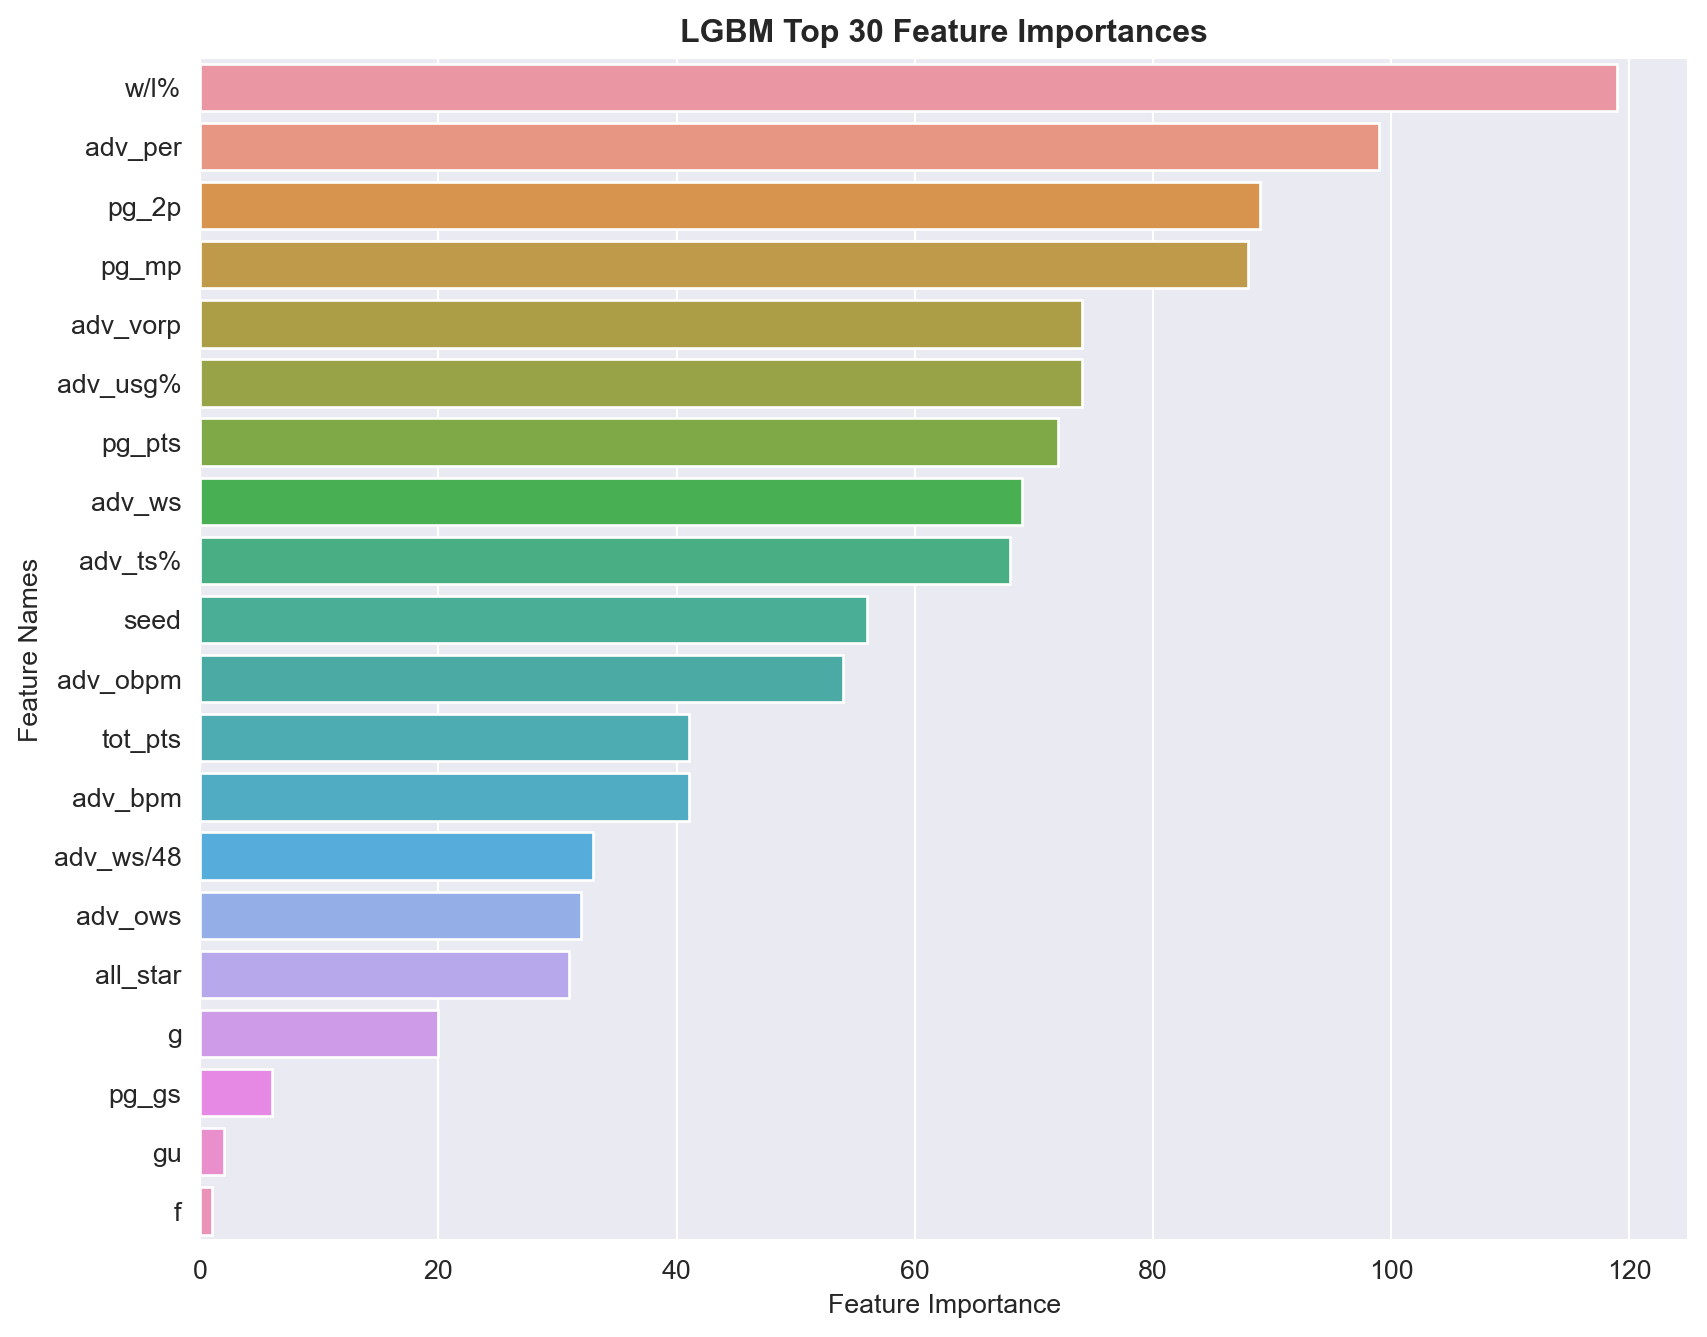 LGBM Top 30 Feature Importances
w/l%
adv_per
pg_2p
pg_mp
adv_vorp
adv_usg%
pg_pts
adv_ws
adv_ts%
seed
adv_obpm
tot_pts
adv_bpm
adv_ws/48
adv_ows
all_star
g
pg_gs
gu
f
Feature Names
0 20 40 60 80 100 120
Feature Importance